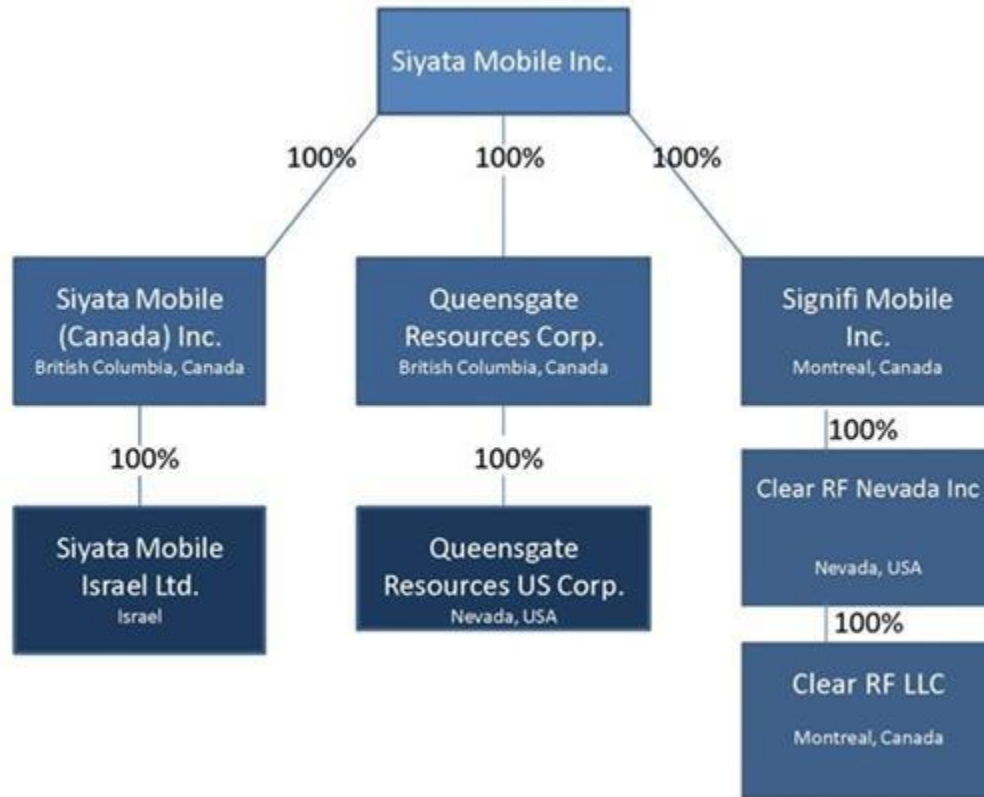 Siyata Mobile Inc.
100%
100%
100%
Siyata Mobile
(Canada) Inc.
British Columbia, Canada
Queensgate
Resources Corp.
British Columbia, Canada
Signifi Mobile
Inc.
Montreal, Canada
100%
100%
100%
Siyata Mobile
Israel Ltd.
Israel
Queensgate
Resources US Corp.
Nevada, USA
Clear RF Nevada Inc
Nevada, USA
100%
Clear RF LLC
Montreal, Canada